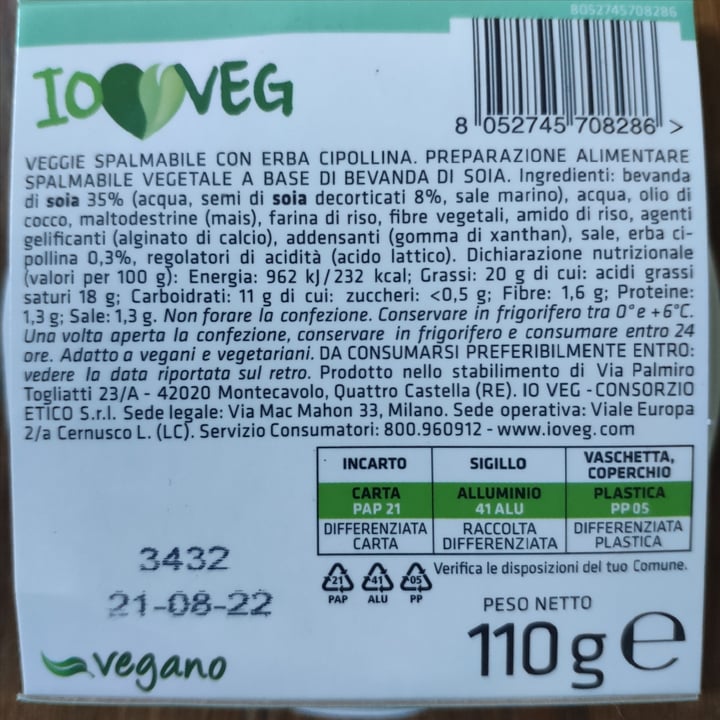 8052745708286
IO VEG
8 052745 708286 >
VEGGIE SPALMABILE CON ERBA CIPOLLINA. PREPARAZIONE ALIMENTARE
SPALMABILE VEGETALE A BASE DI BEVANDA DI SOIA. Ingredienti: bevanda
di soia 35% (acqua, semi di soia decorticati 8%, sale marino), acqua, olio di
cocco, maltodestrine (mais), farina di riso, fibre vegetali, amido di riso, agenti
gelificanti (alginato di calcio), addensanti (gomma di xanthan), sale, erba ci-
pollina 0,3%, regolatori di acidità (acido lattico). Dichiarazione nutrizionale
(valori per 100 g): Energia: 962 kJ/232 kcal; Grassi: 20 g di cui: acidi grassi
saturi 18 g; Carboidrati: 11 g di cui: zuccheri: <0,5 g; Fibre: 1,6 g; Proteine:
1,3 g; Sale: 1,3 g. Non forare la confezione. Conservare in frigorifero tra 0° e +6°C.
Una volta aperta la confezione, conservare in frigorifero e consumare entro 24
ore. Adatto a vegani e vegetariani. DA CONSUMARSI PREFERIBILMENTE ENTRO:
vedere la data riportata sul retro. Prodotto nello stabilimento di Via Palmiro
Togliatti 23/A - 42020 Montecavolo, Quattro Castella (RE). IO VEG - CONSORZIO
ETICO S.r.l. Sede legale: Via Mac Mahon 33, Milano. Sede operativa: Viale Europa
2/a Cernusco L. (LC). Servizio Consumatori: 800.960912 - www.ioveg.com
INCARTO SIGILLO VASCHETTA,
COPERCHIO
CARTA ALLUMINIO PLASTICA
PAP 21 41 ALU PP 05
DIFFERENZIATA RACCOLTA DIFFERENZIATA
CARTA DIFFERENZIATA PLASTICA
Verifica le disposizioni del tuo Comune.
21 41 05
PAP ALU PP
3432
21-08-22
PESO NETTO
110 g e
vegano